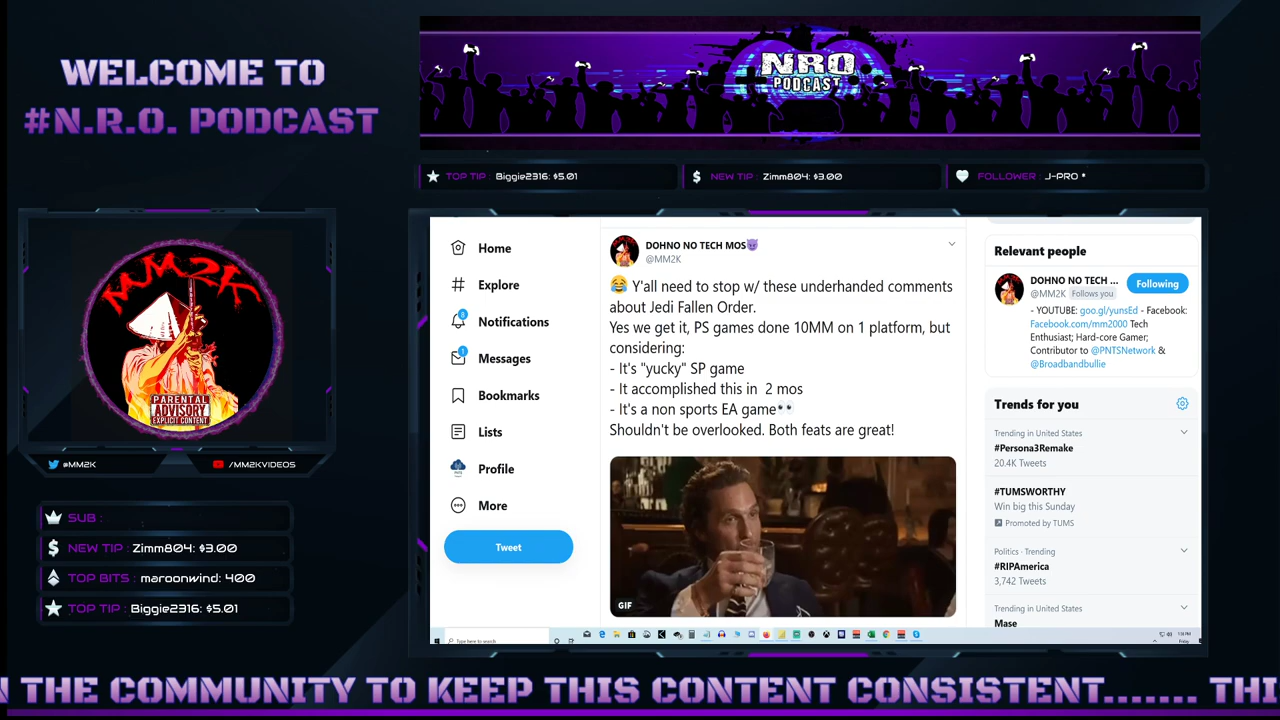 WELCOME TO
#N.R.O. PODCAST
NRO
PODCAST
TOP TIP : Biggie2316: $5.01
NEW TIP : Zimm804: $3.00
FOLLOWER : J-PRO *
MM2K
PARENTAL
ADVISORY
EXPLICIT CONTENT
@MM2K
/MM2KVIDEOS
SUB :
NEW TIP : Zimm804: $3.00
TOP BITS : maroonwind: 400
TOP TIP : Biggie2316: $5.01
Home
Explore
8
Notifications
1
Messages
Bookmarks
Lists
Profile
More
Tweet
DOHNO NO TECH MOS😈
@MM2K
😂 Y'all need to stop w/ these underhanded comments
about Jedi Fallen Order.
Yes we get it, PS games done 10MM on 1 platform, but
considering:
- It's "yucky" SP game
- It accomplished this in 2 mos
- It's a non sports EA game👀
Shouldn't be overlooked. Both feats are great!
GIF
Relevant people
DOHNO NO TECH ...
@MM2K Follows you
Following
- YOUTUBE: goo.gl/yunsEd - Facebook:
Facebook.com/mm2000 Tech
Enthusiast; Hard-core Gamer;
Contributor to @PNTSNetwork &
@Broadbandbullie
Trends for you
Trending in United States
#Persona3Remake
20.4K Tweets
#TUMSWORTHY
Win big this Sunday
Promoted by TUMS
Politics · Trending
#RIPAmerica
3,742 Tweets
Trending in United States
Mase
Type here to search
Friday
N THE COMMUNITY TO KEEP THIS CONTENT CONSISTENT....... THI